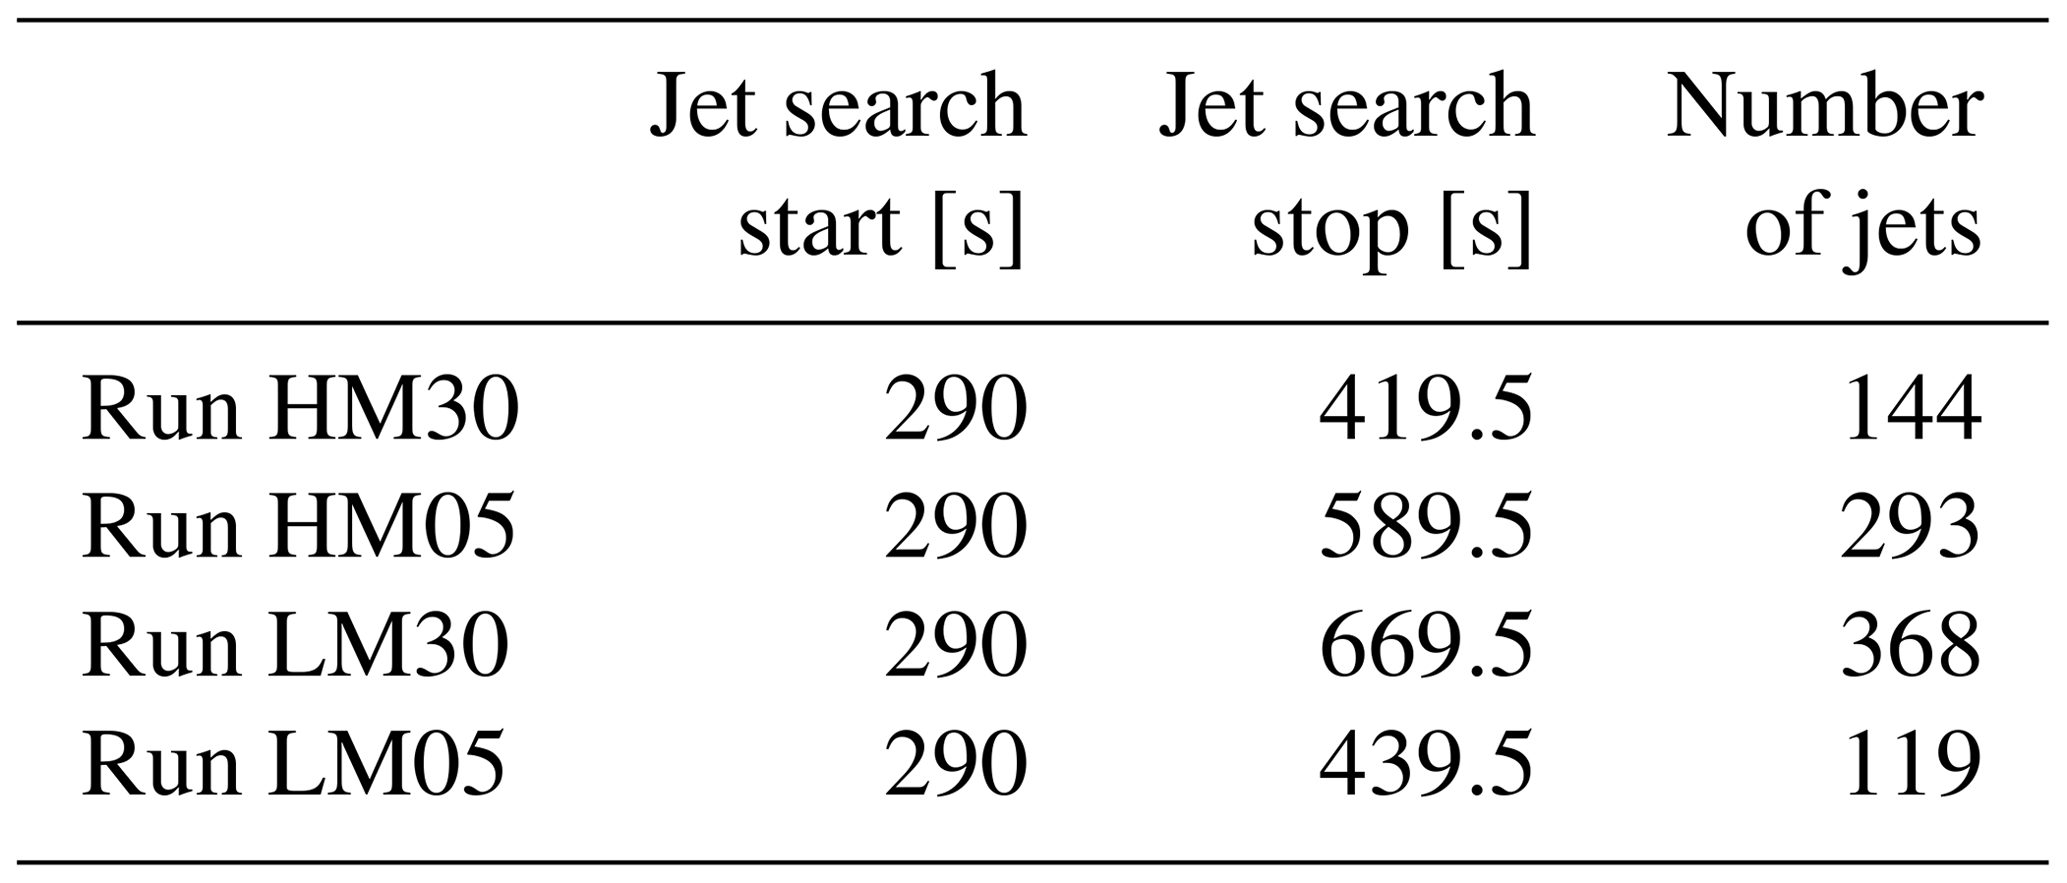 Jet search Jet search Number
start [s] stop [s] of jets
Run HM30 290 419.5 144
Run HM05 290 589.5 293
Run LM30 290 669.5 368
Run LM05 290 439.5 119